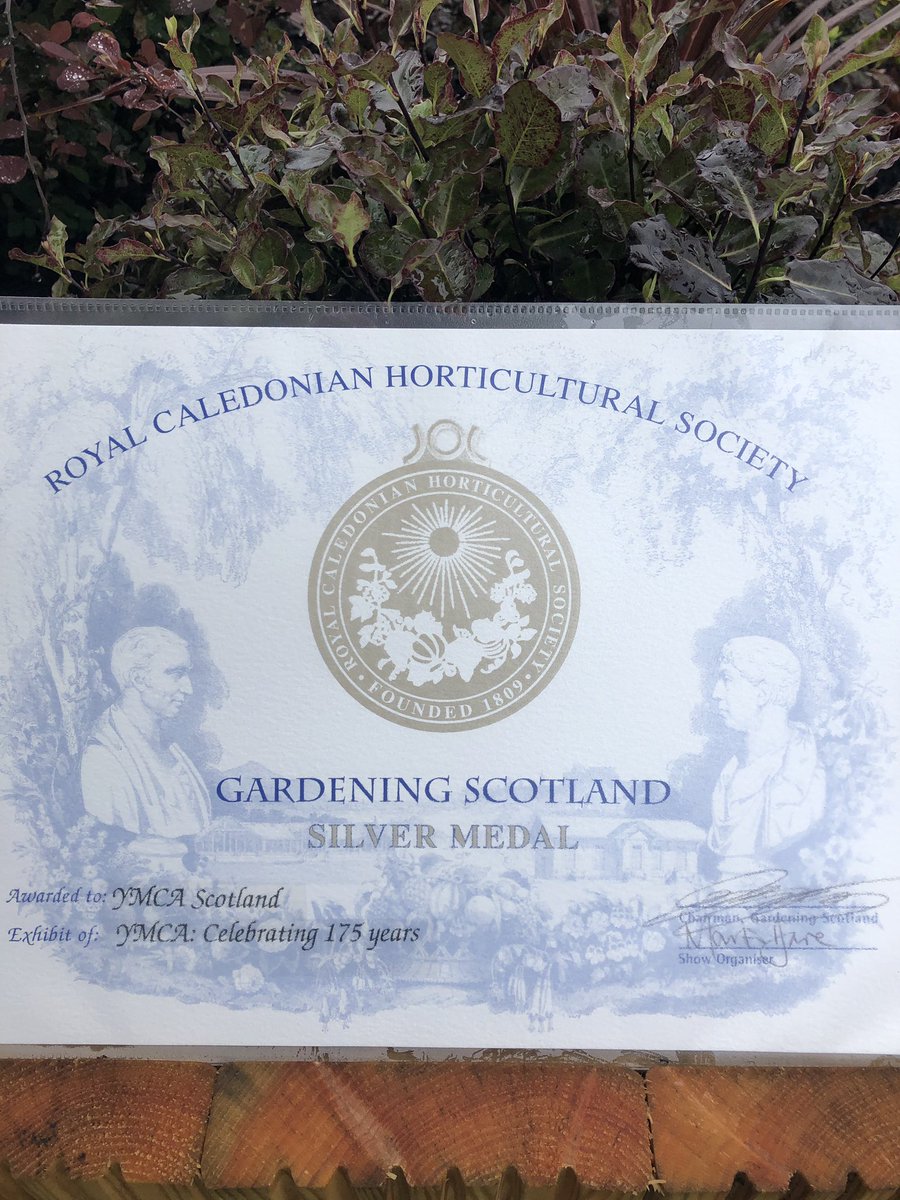 ROYAL CALEDONIAN HORTICULTURAL SOCIETY
ROYAL CALEDONIAN HORTICULTURAL SOCIETY
· FOUNDED 1809 ·
GARDENING SCOTLAND
SILVER MEDAL
Awarded to: YMCA Scotland
Exhibit of: YMCA: Celebrating 175 years
Chairman, Gardening Scotland
Show Organiser